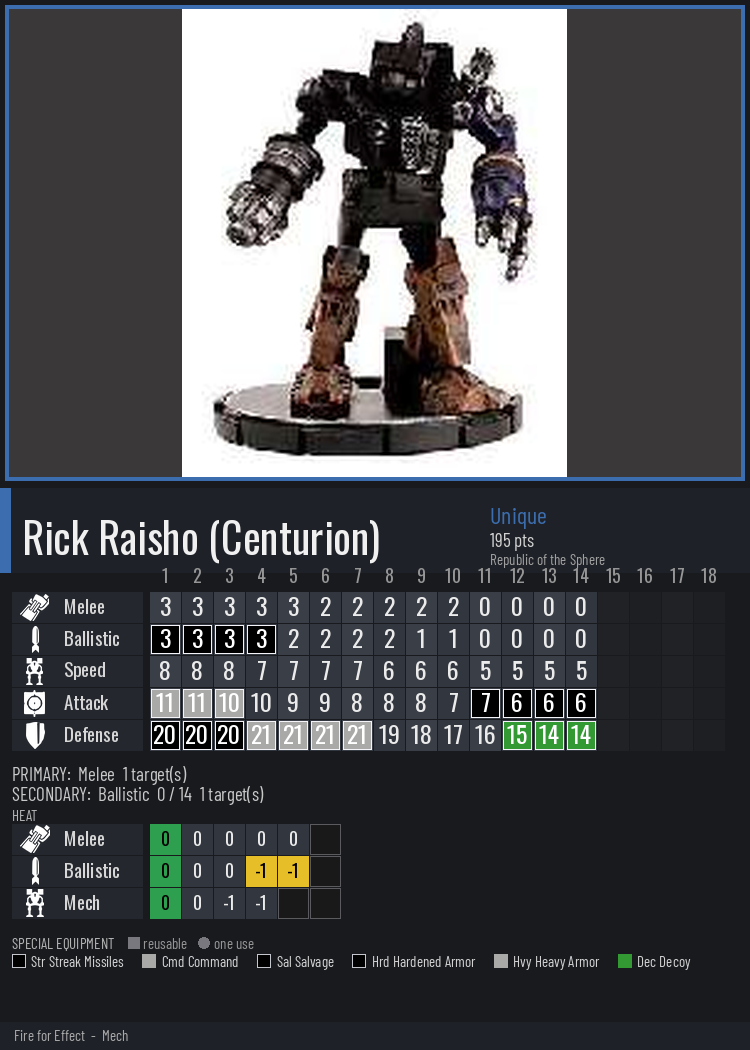 Rick Raisho (Centurion)
Unique
195 pts
Republic of the Sphere
1 2 3 4 5 6 7 8 9 10 11 12 13 14 15 16 17 18
Melee 3 3 3 3 3 2 2 2 2 2 0 0 0 0
Ballistic 3 3 3 3 2 2 2 2 1 1 0 0 0 0
Speed 8 8 8 7 7 7 7 6 6 6 5 5 5 5
Attack 11 11 10 10 9 9 8 8 8 7 7 6 6 6
Defense 20 20 20 21 21 21 21 19 18 17 16 15 14 14
PRIMARY: Melee 1 target(s)
SECONDARY: Ballistic 0 / 14 1 target(s)
HEAT
Melee 0 0 0 0 0
Ballistic 0 0 0 -1 -1
Mech 0 0 -1 -1
SPECIAL EQUIPMENT reusable one use
Str Streak Missiles Cmd Command Sal Salvage Hrd Hardened Armor Hvy Heavy Armor Dec Decoy
Fire for Effect - Mech